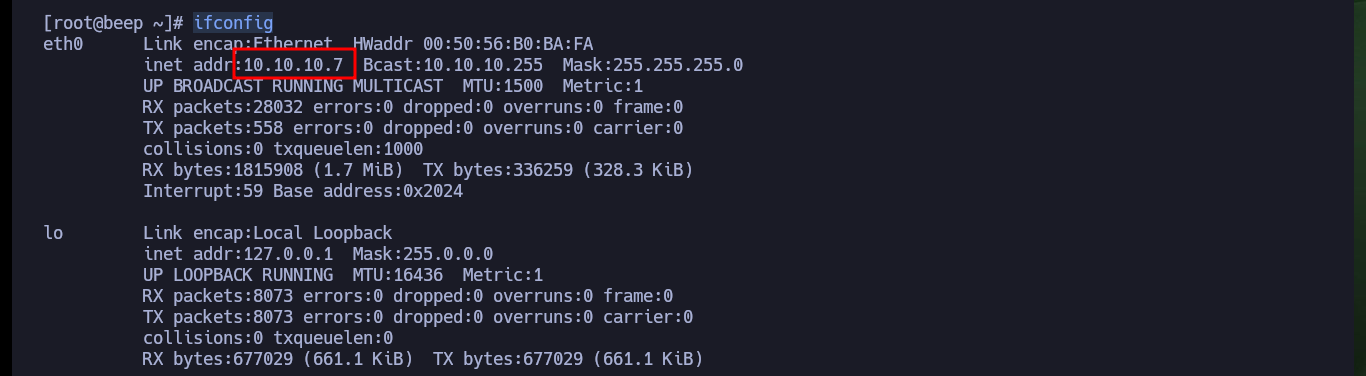 [root@beep ~]# ifconfig
eth0      Link encap:Ethernet  HWaddr 00:50:56:B0:BA:FA
          inet addr:10.10.10.7  Bcast:10.10.10.255  Mask:255.255.255.0
          UP BROADCAST RUNNING MULTICAST  MTU:1500  Metric:1
          RX packets:28032 errors:0 dropped:0 overruns:0 frame:0
          TX packets:558 errors:0 dropped:0 overruns:0 carrier:0
          collisions:0 txqueuelen:1000
          RX bytes:1815908 (1.7 MiB)  TX bytes:336259 (328.3 KiB)
          Interrupt:59 Base address:0x2024
lo        Link encap:Local Loopback
          inet addr:127.0.0.1  Mask:255.0.0.0
          UP LOOPBACK RUNNING  MTU:16436  Metric:1
          RX packets:8073 errors:0 dropped:0 overruns:0 frame:0
          TX packets:8073 errors:0 dropped:0 overruns:0 carrier:0
          collisions:0 txqueuelen:0
          RX bytes:677029 (661.1 KiB)  TX bytes:677029 (661.1 KiB)